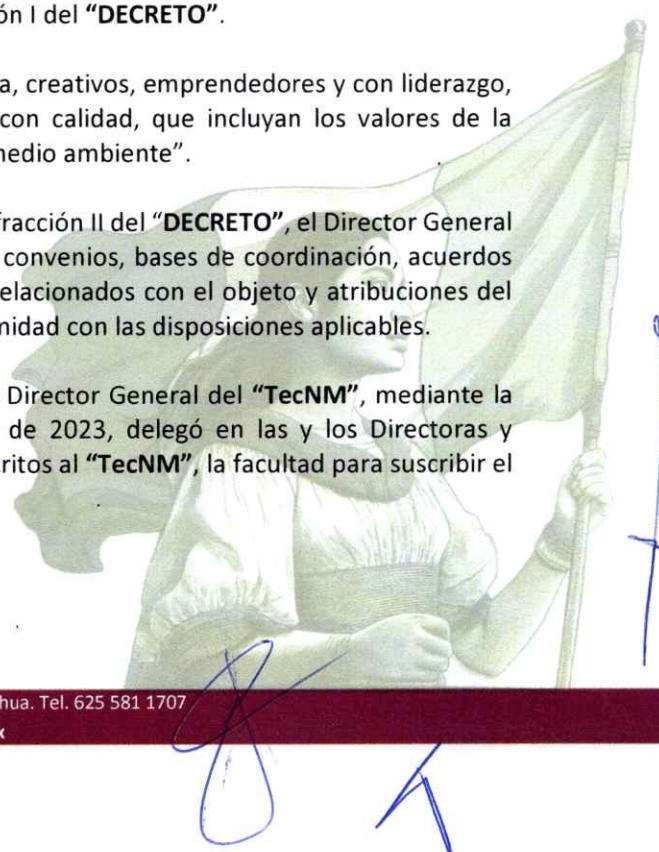 ón I del “DECRETO”.
a, creativos, emprendedores y con liderazgo,
con calidad, que incluyan los valores de la
medio ambiente”.
fracción II del “DECRETO”, el Director General
convenios, bases de coordinación, acuerdos
elacionados con el objeto y atribuciones del
midad con las disposiciones aplicables.
Director General del “TecNM”, mediante la
de 2023, delegó en las y los Directoras y
critos al “TecNM”, la facultad para suscribir el
hua. Tel. 625 581 1707
x